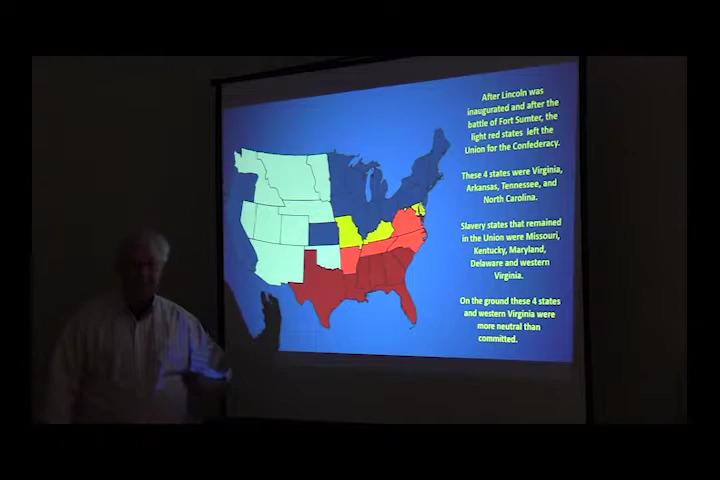 After Lincoln was
inaugurated and after the
battle of Fort Sumter, the
light red states left the
Union for the Confederacy.
These 4 states were Virginia,
Arkansas, Tennessee, and
North Carolina.
Slavery states that remained
in the Union were Missouri,
Kentucky, Maryland,
Delaware and western
Virginia.
On the ground these 4 states
and western Virginia were
more neutral than
committed.